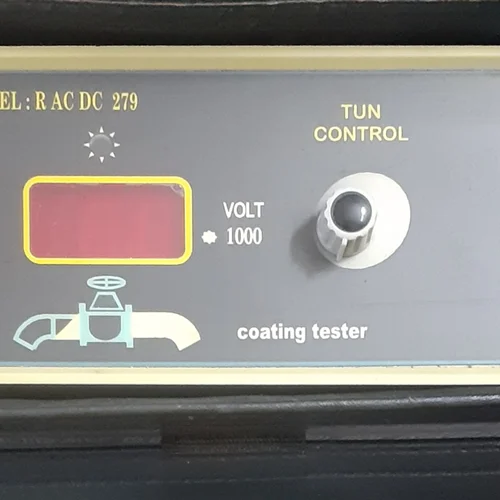 EL : R AC DC 279
TUN
CONTROL
VOLT
1000
coating tester